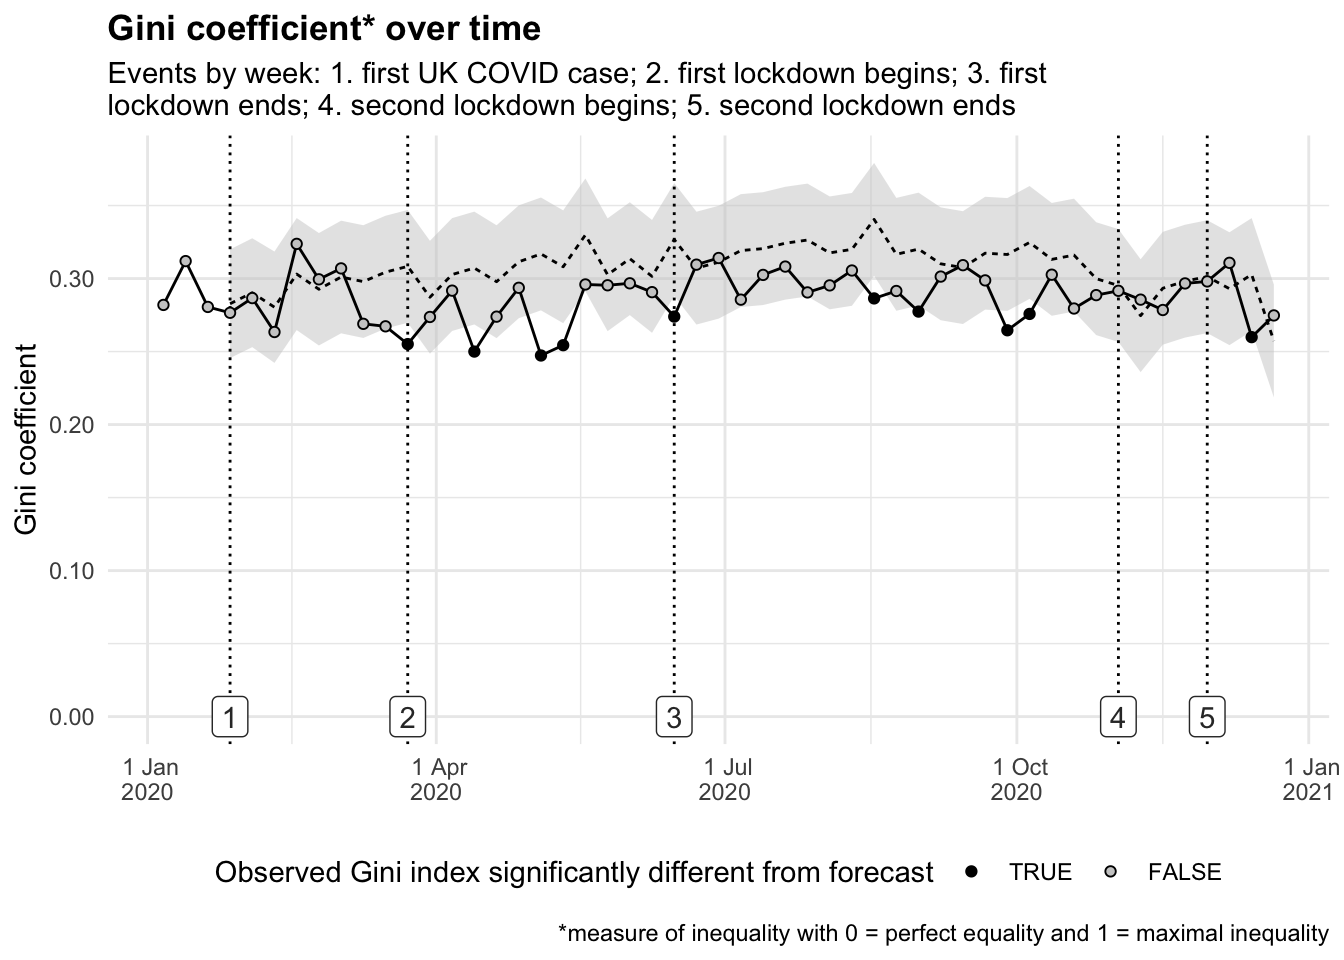 Gini coefficient* over time
Events by week: 1. first UK COVID case; 2. first lockdown begins; 3. first
lockdown ends; 4. second lockdown begins; 5. second lockdown ends
Gini coefficient
0.30
0.20
0.10
0.00
1
2
3
4
5
1 Jan
2020
1 Apr
2020
1 Jul
2020
1 Oct
2020
1 Jan
2021
Observed Gini index significantly different from forecast TRUE FALSE
*measure of inequality with 0 = perfect equality and 1 = maximal inequality